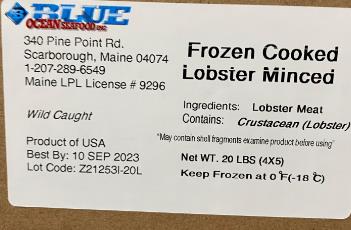 BLUE
OCEAN SEAFOOD INC
340 Pine Point Rd.
Scarborough, Maine 04074
1-207-289-6549
Maine LPL License # 9296
Wild Caught
Product of USA
Best By: 10 SEP 2023
Lot Code: Z21253I-20L
Frozen Cooked
Lobster Minced
Ingredients: Lobster Meat
Contains: Crustacean (Lobster)
"May contain shell fragments examine product before using"
Net WT. 20 LBS (4X5)
Keep Frozen at 0°F(-18°C)